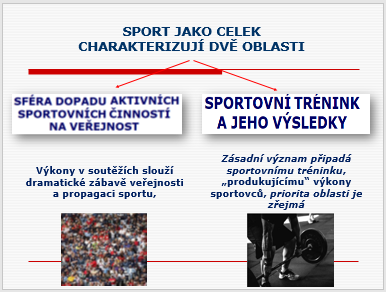 SPORT JAKO CELEK
CHARAKTERIZUJÍ DVĚ OBLASTI
SFÉRA DOPADU AKTIVNÍCH
SPORTOVNÍCH ČINNOSTÍ
NA VEŘEJNOST
SPORTOVNÍ TRÉNINK
A JEHO VÝSLEDKY
Výkony v soutěžích slouží
dramatické zábavě veřejnosti
a propagaci sportu,
Zásadní význam připadá
sportovnímu tréninku,
„produkujícímu“ výkony
sportovců, priorita oblasti je
zřejmá